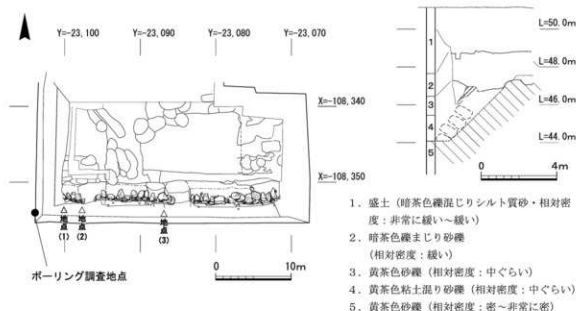 Y=-23,100 Y=-23,090 Y=-23,080 Y=-23,070
X=-108,340
X=-108,350
地点(1)
地点(2)
地点(3)
ボーリング調査地点
0 10m
1
2
3
4
5
L=50.0m
L=48.0m
L=46.0m
L=44.0m
0 4m
1．盛土（暗茶色礫混じりシルト質砂・相対密
度：非常に緩い～緩い）
2．暗茶色礫まじり砂礫
（相対密度：緩い）
3．黄茶色砂礫（相対密度：中ぐらい）
4．黄茶色粘土混り砂礫（相対密度：中ぐらい）
5．黄茶色砂礫（相対密度：密～非常に密）